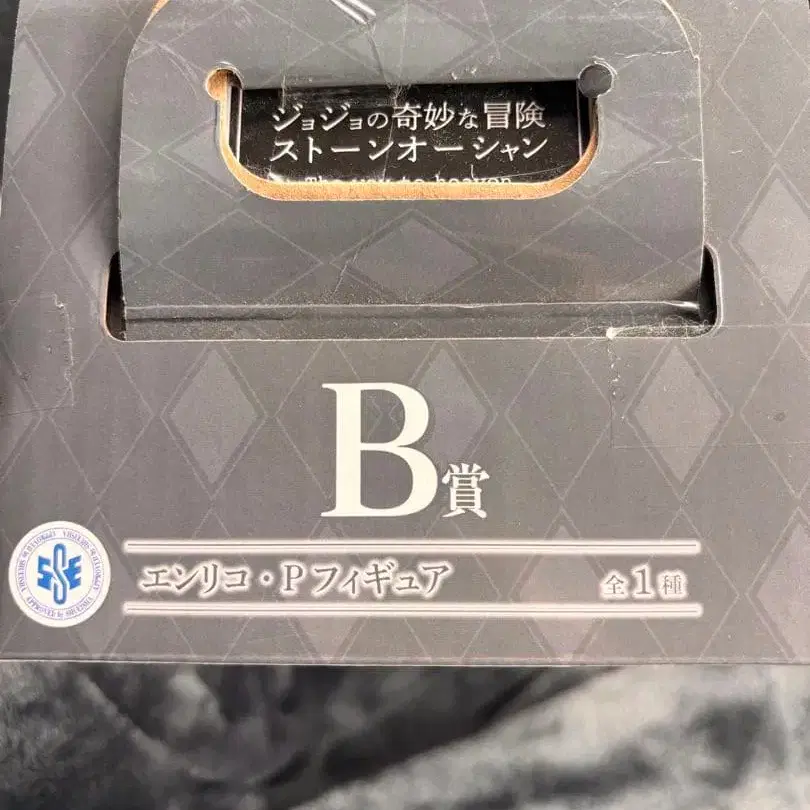 ジョジョの奇妙な冒険
ストーンオーシャン
B賞
エンリコ・Pフィギュア
全1種